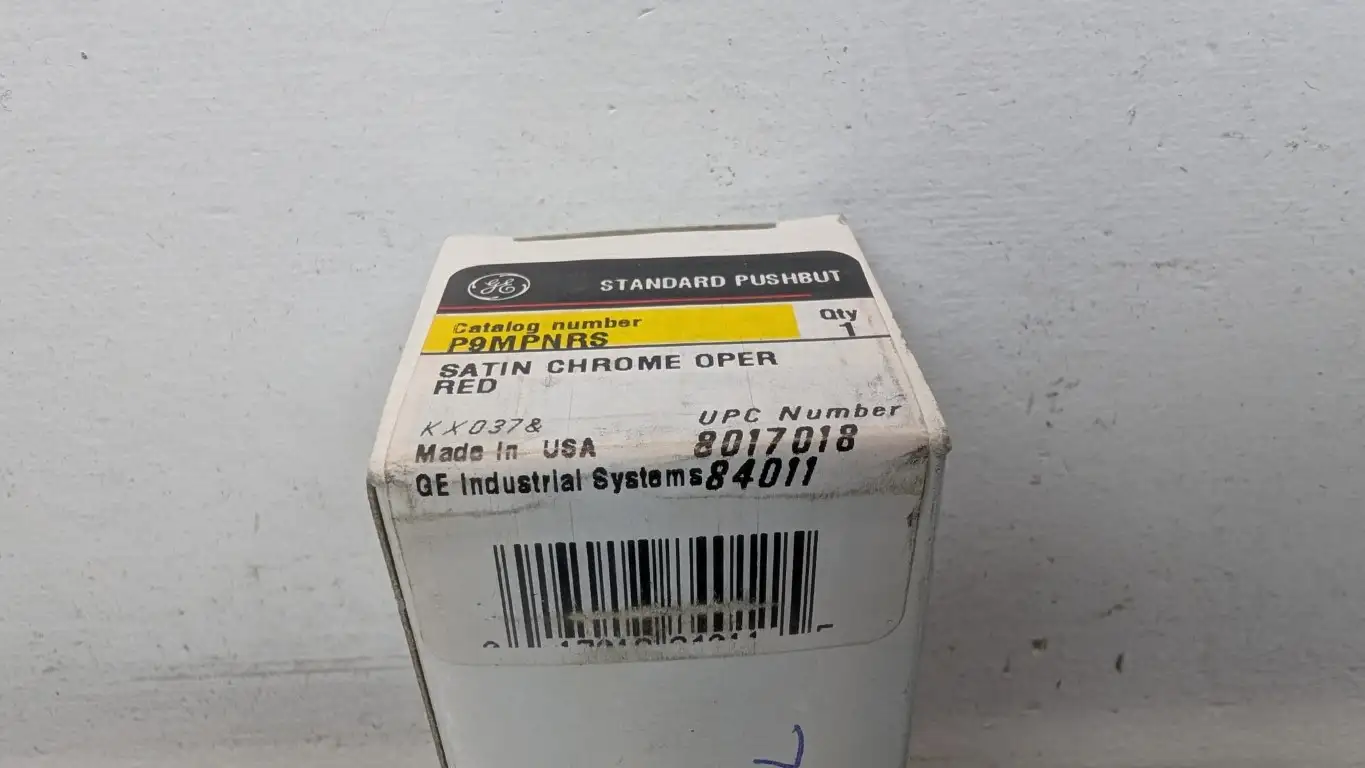 GE
STANDARD PUSHBUT
Catalog number
P9MPNRS
Qty
1
SATIN CHROME OPER
RED
KX0378
UPC Number
Made in USA
8017018
GE Industrial Systems 84011